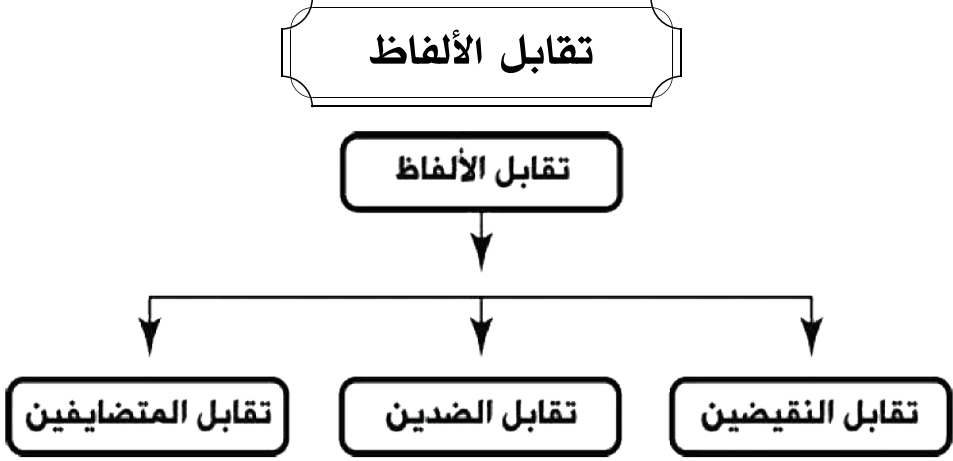 تقابل الألفاظ
تقابل الألفاظ
تقابل النقيضين
تقابل الضدين
تقابل المتضايفين